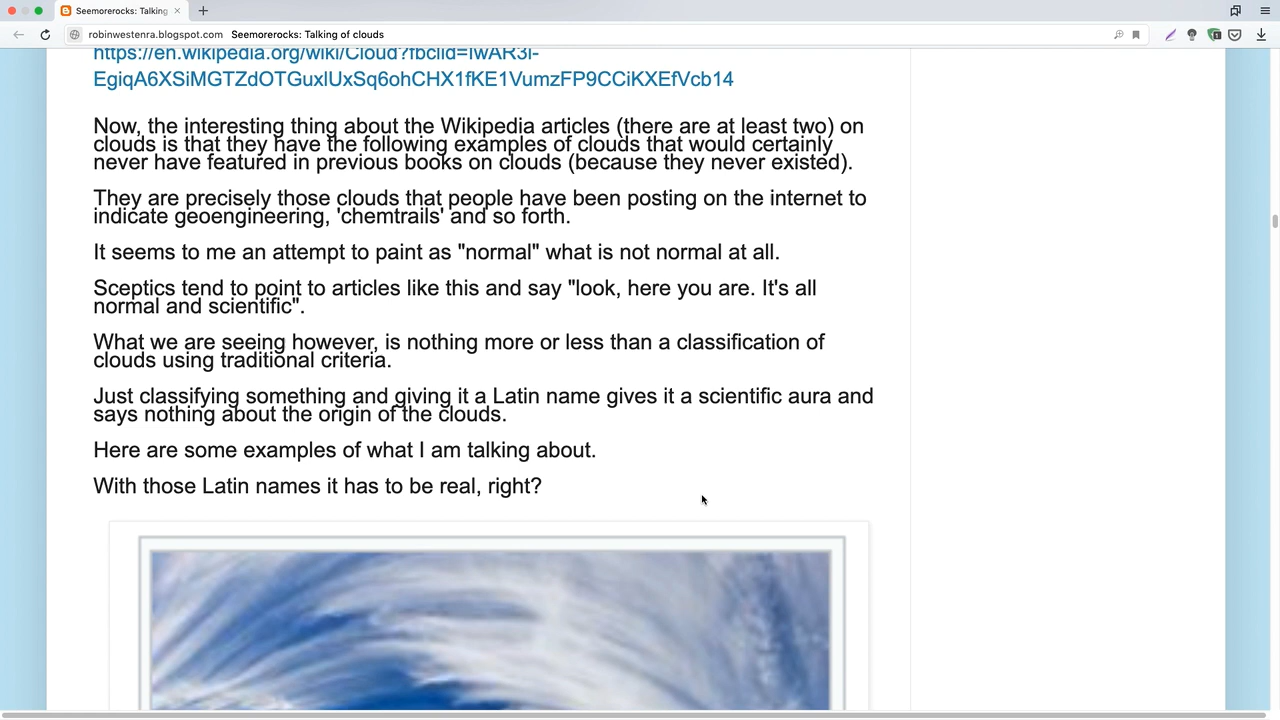 Seemorerocks: Talking
robinwestenra.blogspot.com Seemorerocks: Talking of clouds
https://en.wikipedia.org/wiki/Cloud?fbclid=IwAR3l-
EgiqA6XSiMGTZdOTGuxlUxSq6ohCHX1fKE1VumzFP9CCiKXEfVcb14
Now, the interesting thing about the Wikipedia articles (there are at least two) on
clouds is that they have the following examples of clouds that would certainly
never have featured in previous books on clouds (because they never existed).
They are precisely those clouds that people have been posting on the internet to
indicate geoengineering, 'chemtrails' and so forth.
It seems to me an attempt to paint as "normal" what is not normal at all.
Sceptics tend to point to articles like this and say "look, here you are. It's all
normal and scientific".
What we are seeing however, is nothing more or less than a classification of
clouds using traditional criteria.
Just classifying something and giving it a Latin name gives it a scientific aura and
says nothing about the origin of the clouds.
Here are some examples of what I am talking about.
With those Latin names it has to be real, right?